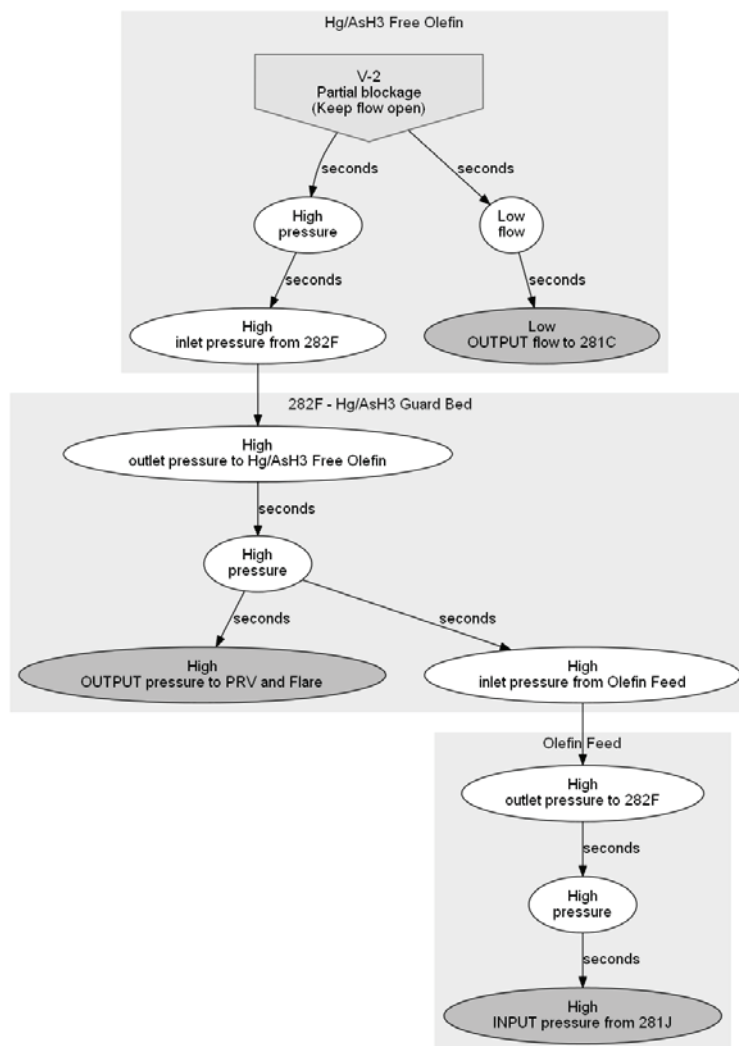 Hg/AsH3 Free Olefin
V-2
Partial blockage
(Keep flow open)
seconds
seconds
High
pressure
Low
flow
seconds
seconds
High
inlet pressure from 282F
Low
OUTPUT flow to 281C
282F - Hg/AsH3 Guard Bed
High
outlet pressure to Hg/AsH3 Free Olefin
seconds
High
pressure
seconds
seconds
High
OUTPUT pressure to PRV and Flare
High
inlet pressure from Olefin Feed
Olefin Feed
High
outlet pressure to 282F
seconds
High
pressure
seconds
High
INPUT pressure from 281J